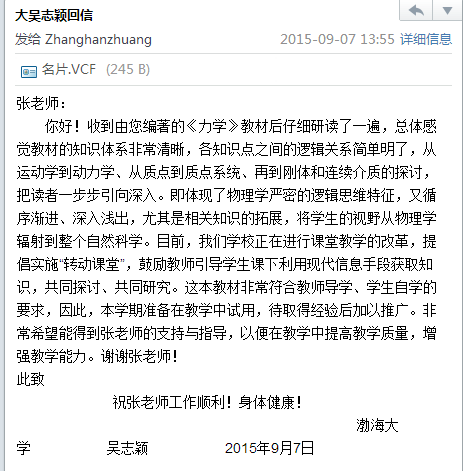 大吴志颖回信
发给 Zhanghanzhuang 2015-09-07 13:55 详细信息
名片.VCF (245 B)
张老师：
你好！收到由您编著的《力学》教材后仔细研读了一遍，总体感
觉教材的知识体系非常清晰，各知识点之间的逻辑关系简单明了，从
运动学到动力学、从质点到质点系统、再到刚体和连续介质的探讨，
把读者一步步引向深入。即体现了物理学严密的逻辑思维特征，又循
序渐进、深入浅出，尤其是相关知识的拓展，将学生的视野从物理学
辐射到整个自然科学。目前，我们学校正在进行课堂教学的改革，提
倡实施“转动课堂”，鼓励教师引导学生课下利用现代信息手段获取知
识，共同探讨、共同研究。这本教材非常符合教师导学、学生自学的
要求，因此，本学期准备在教学中试用，待取得经验后加以推广。非
常希望能得到张老师的支持与指导，以便在教学中提高教学质量，增
强教学能力。谢谢张老师！
此致
祝张老师工作顺利！身体健康！
渤海大
学 吴志颖 2015年9月7日